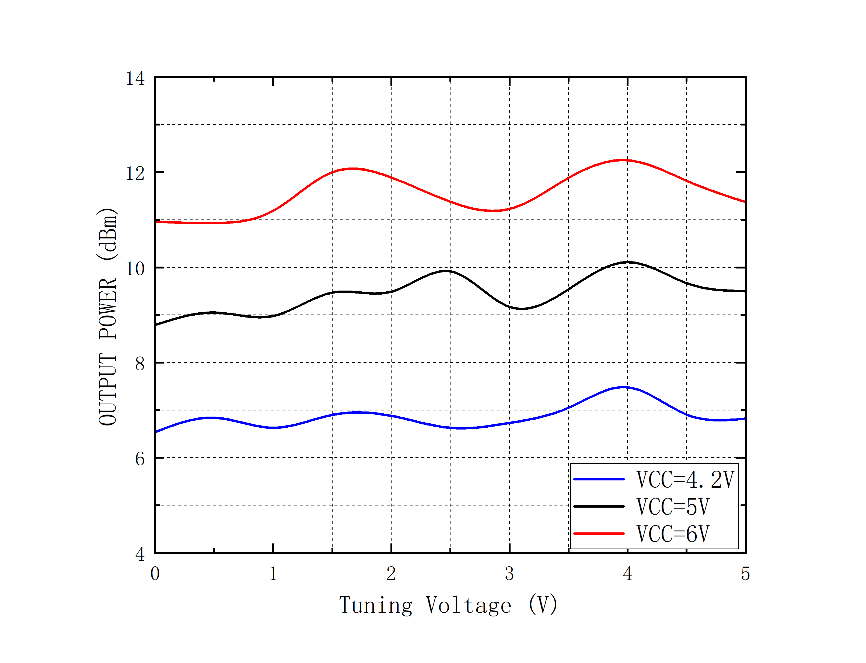 14
12
10
8
6
4
OUTPUT POWER (dBm)
0 1 2 3 4 5
Tuning Voltage (V)
VCC=4.2V
VCC=5V
VCC=6V